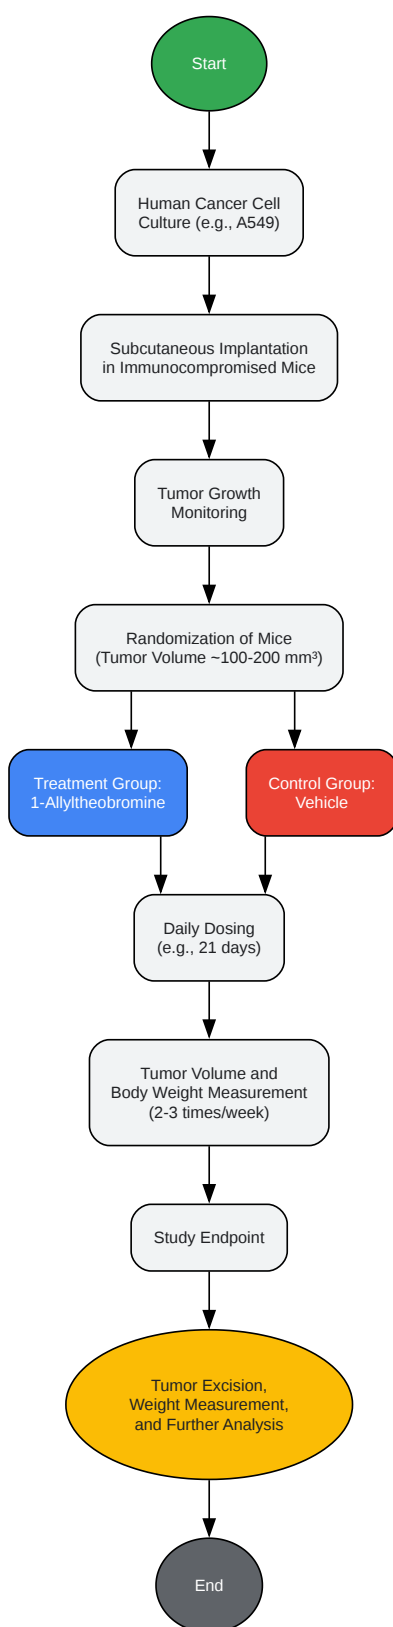 Start
Human Cancer Cell
Culture (e.g., A549)
Subcutaneous Implantation
in Immunocompromised Mice
Tumor Growth
Monitoring
Randomization of Mice
(Tumor Volume ~100-200 mm³)
Treatment Group:
1-Allyltheobromine
Control Group:
Vehicle
Daily Dosing
(e.g., 21 days)
Tumor Volume and
Body Weight Measurement
(2-3 times/week)
Study Endpoint
Tumor Excision,
Weight Measurement,
and Further Analysis
End